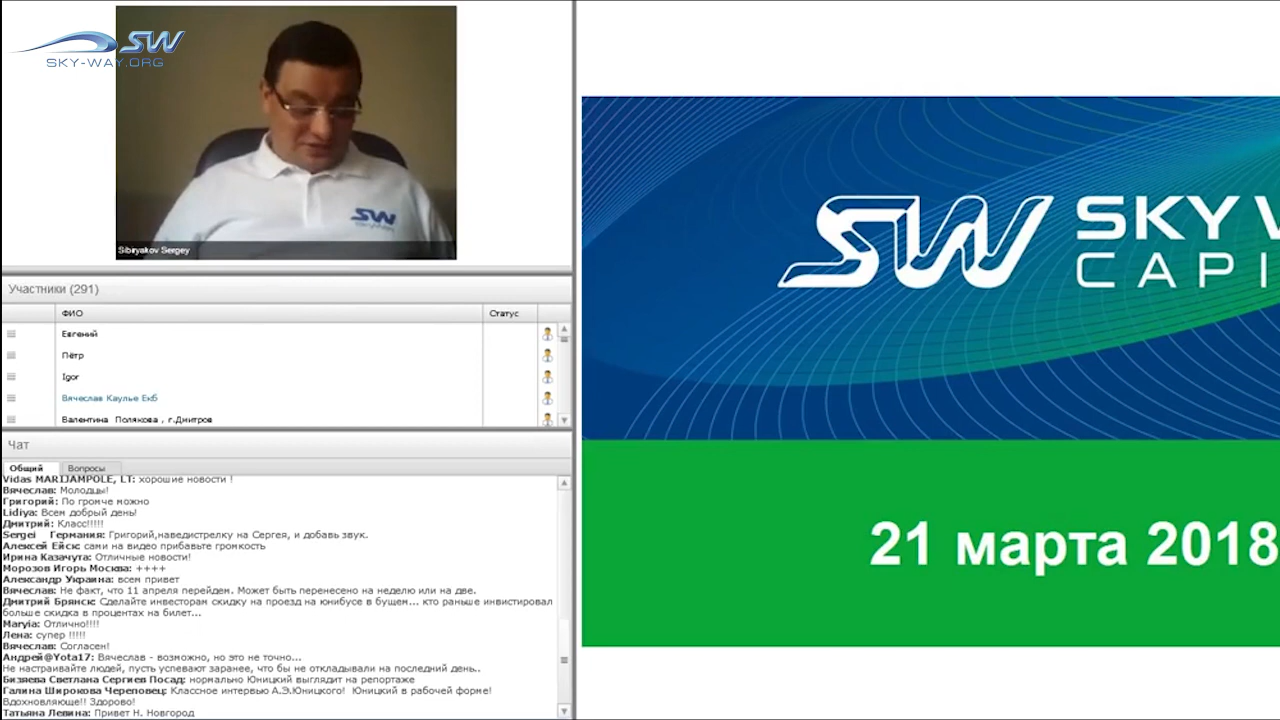 SW
SKY-WAY.ORG
SW
Sibiryakov Sergey
Участники (291)
ФИО
Статус
Евгений
Пётр
Igor
Вячеслав Каулье Екб
Валентина Полякова , г.Дмитров
Чат
Общий
Вопросы
Vidas MARIJAMPOLE, LT: хорошие новости !
Вячеслав: Молодцы!
Григорий: По громче можно
Lidiya: Всем добрый день!
Дмитрий: Класс!!!!!
Sergei Германия: Григорий,наведистрелку на Сергея, и добавь звук.
Алексей Ейск: сами на видео прибавьте громкость
Ирина Казачута: Отличные новости!
Морозов Игорь Москва: ++++
Александр Украина: всем привет
Вячеслав: Не факт, что 11 апреля перейдем. Может быть перенесено на неделю или на две.
Дмитрий Брянск: Сделайте инвесторам скидку на проезд на юнибусе в бущем... кто раньше инвистировал
больше скидка в процентах на билет...
Maryia: Отлично!!!!
Лена: супер !!!!!
Вячеслав: Согласен!
Андрей@Yota17: Вячеслав - возможно, но это не точно...
Не настраивайте людей, пусть успевают заранее, что бы не откладывали на последний день..
Бизяева Светлана Сергиев Посад: нормально Юницкий выглядит на репортаже
Галина Широкова Череповец: Классное интервью А.Э.Юницкого! Юницкий в рабочей форме!
Вдохновляюще!! Здорово!
Татьяна Левина: Привет Н. Новгород
SW SKY
CAPI
21 марта 2018